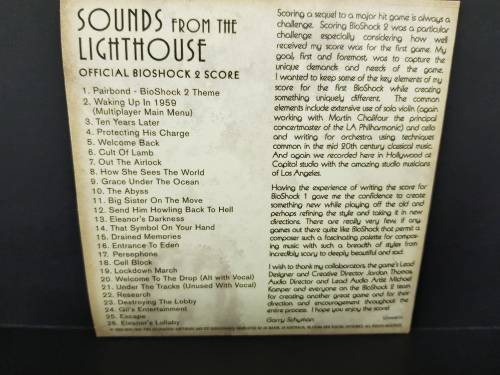 SOUNDS FROM THE
LIGHTHOUSE
OFFICIAL BIOSHOCK 2 SCORE
1. Pairbond - BioShock 2 Theme
2. Waking Up In 1959
(Multiplayer Main Menu)
3. Ten Years Later
4. Protecting His Charge
5. Welcome Back
6. Cult Of Lamb
7. Out The Airlock
8. How She Sees The World
9. Grace Under The Ocean
10. The Abyss
11. Big Sister On The Move
12. Send Him Howling Back To Hell
13. Eleanor's Darkness
14. That Symbol On Your Hand
15. Drained Memories
16. Entrance To Eden
17. Persephone
18. Cell Block
19. Lockdown March
20. Welcome To The Drop (Alt with Vocal)
21. Under The Tracks (Unused With Vocal)
22. Research
23. Destroying The Lobby
24. Gil's Entertainment
25. Escape
26. Eleanor's Lullaby
Scoring a sequel to a major hit game is always a
challenge. Scoring BioShock 2 was a particular
challenge especially considering how well
received my score was for the first game. My
goal, first and foremost, was to capture the
unique demands and needs of the game.
I wanted to keep some of the key elements of my
score for the first BioShock while creating
something uniquely different. The common
elements include extensive use of solo violin (again
working with Martin Chalifour the principal
concertmaster of the LA Philharmonic) and cello
and writing for orchestra using techniques
common in the mid 20th century classical music.
And again we recorded here in Hollywood at
Capitol studio with the amazing studio musicians
of Los Angeles.
Having the experience of writing the score for
BioShock 1 gave me the confidence to create
something new while playing off the old and
perhaps refining the style and taking it in new
directions. There are really very few if any
games out there quite like BioShock that permit a
composer such a fascinating palette for compos-
ing music with such a breadth of styles from
incredibly scary to deeply beautiful and sad.
I wish to thank my collaborators, the game's Lead
Designer and Creative Director Jordan Thomas,
Audio Director and Lead Audio Artist Michael
Kamper and everyone on the BioShock 2 team
for creating another great game and for their
direction and encouragement throughout the
entire process. I hope you enjoy the score!
Garry Schyman